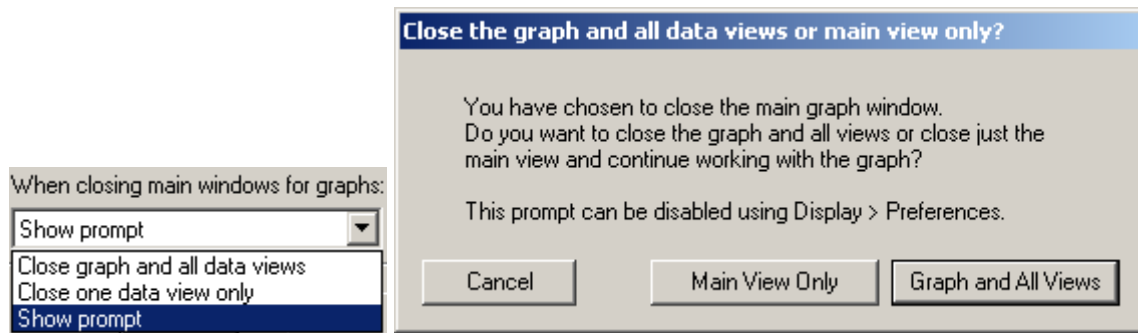 When closing main windows for graphs:
Show prompt
Close graph and all data views
Close one data view only
Show prompt
Close the graph and all data views or main view only?
You have chosen to close the main graph window.
Do you want to close the graph and all views or close just the
main view and continue working with the graph?
This prompt can be disabled using Display > Preferences.
Cancel
Main View Only
Graph and All Views